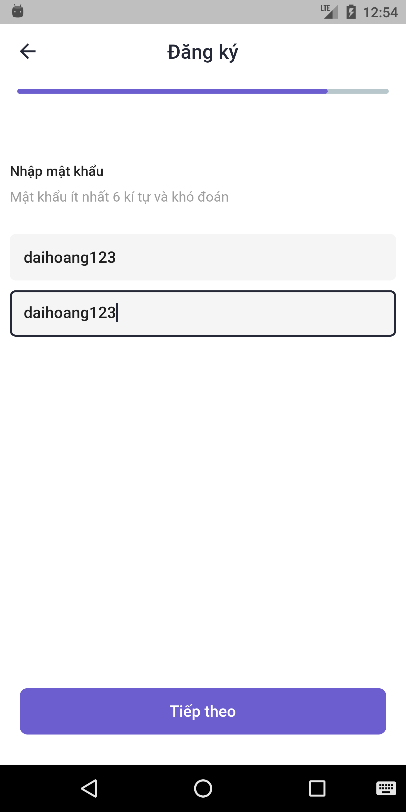 LTE 12:54
Đăng ký
Nhập mật khẩu
Mật khẩu ít nhất 6 kí tự và khó đoán
daihoang123
daihoang123
Tiếp theo